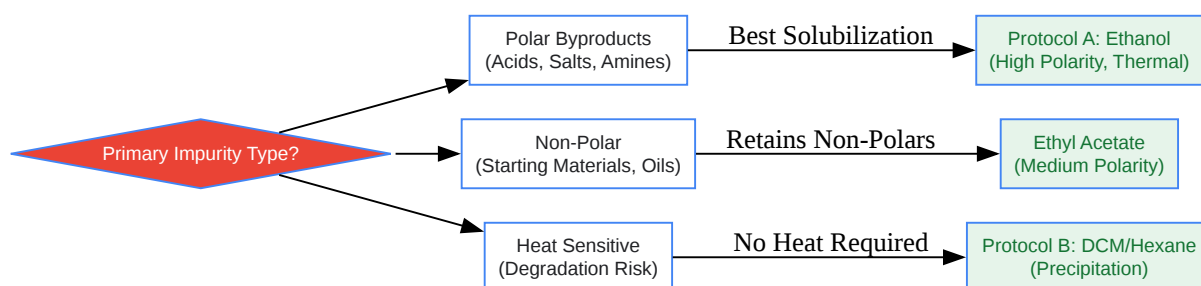 Primary Impurity Type?
Polar Byproducts
(Acids, Salts, Amines)
Best Solubilization
Protocol A: Ethanol
(High Polarity, Thermal)
Non-Polar
(Starting Materials, Oils)
Retains Non-Polars
Ethyl Acetate
(Medium Polarity)
Heat Sensitive
(Degradation Risk)
No Heat Required
Protocol B: DCM/Hexane
(Precipitation)